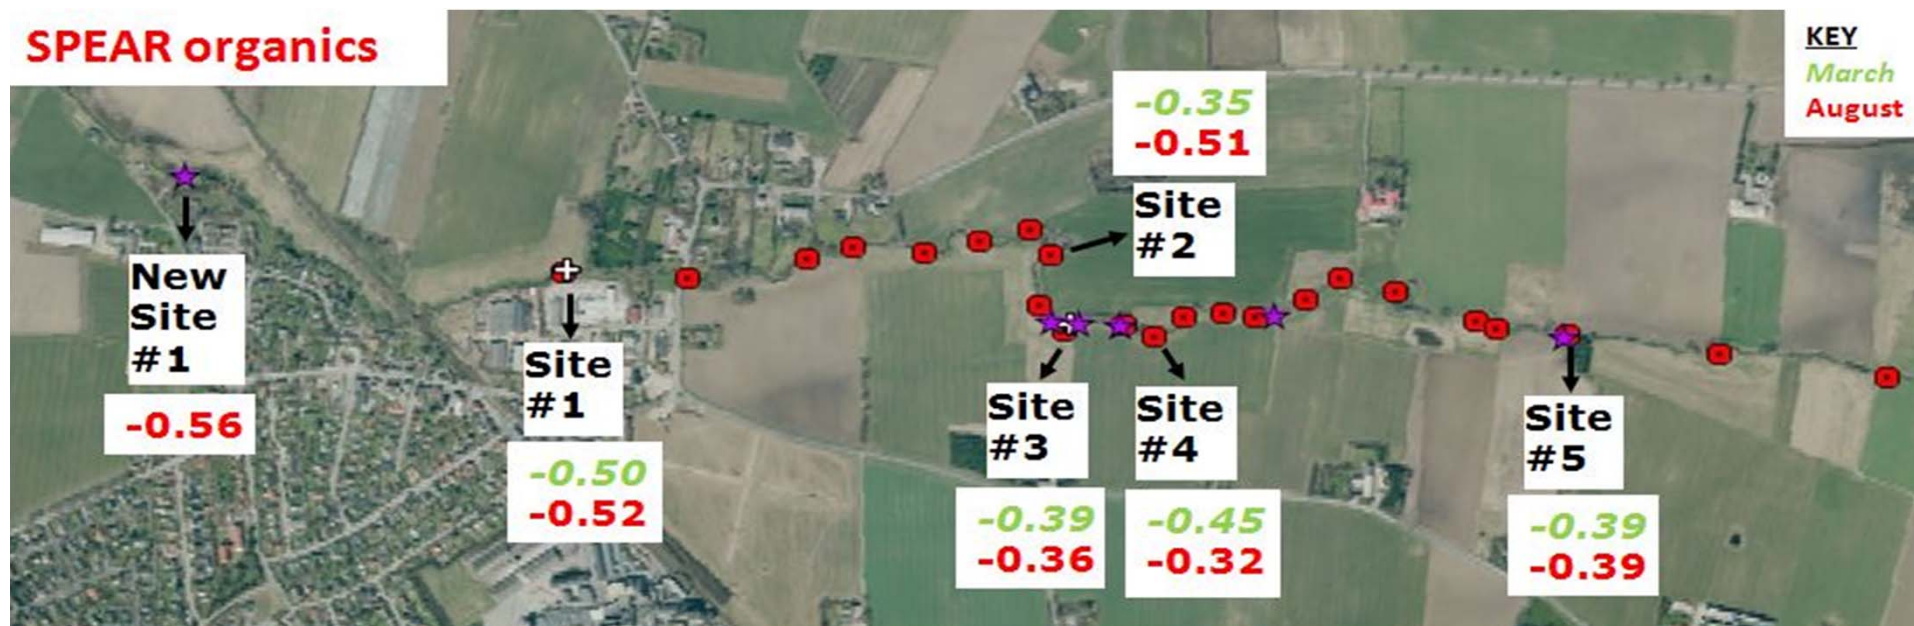 SPEAR organics
KEY
March
August
-0.35
-0.51
Site
#2
New
Site
#1
-0.56
Site
#1
-0.50
-0.52
Site
#3
-0.39
-0.36
Site
#4
-0.45
-0.32
Site
#5
-0.39
-0.39